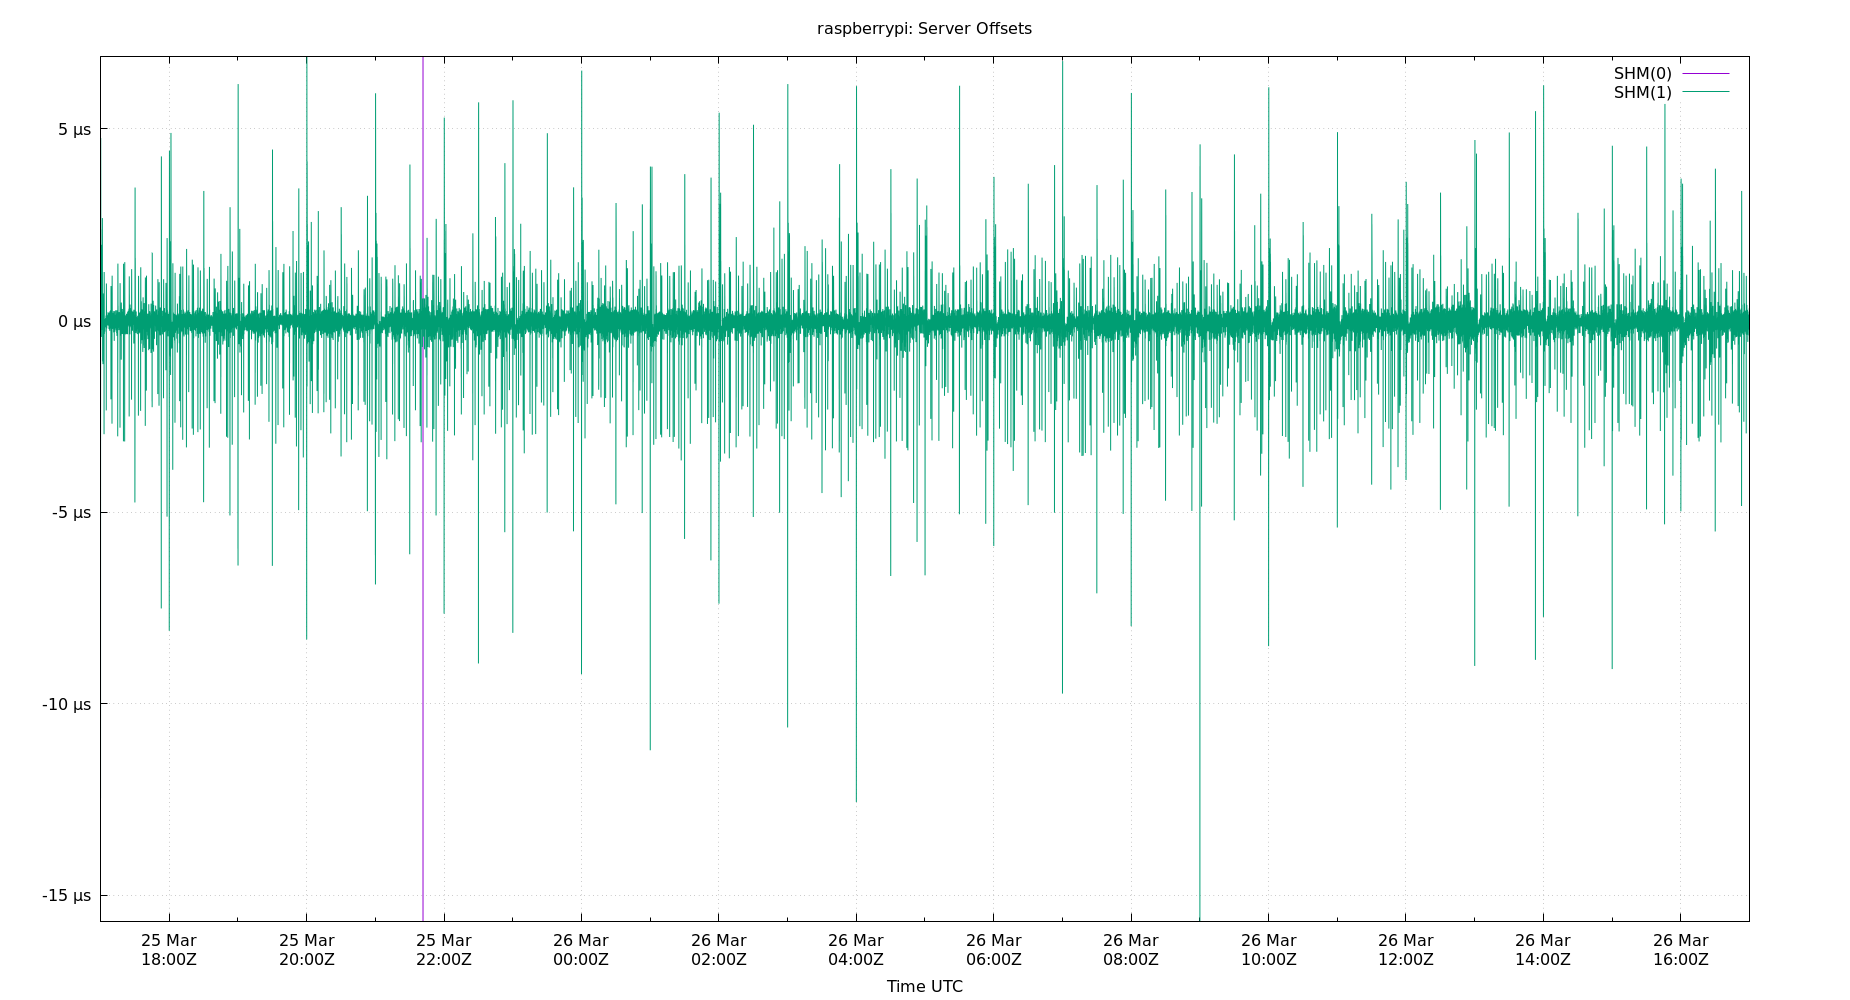 raspberrypi: Server Offsets
SHM(0)
SHM(1)
5 µs
0 µs
-5 µs
-10 µs
-15 µs
25 Mar 25 Mar 25 Mar 26 Mar 26 Mar 26 Mar 26 Mar 26 Mar 26 Mar 26 Mar 26 Mar 26 Mar
18:00Z 20:00Z 22:00Z 00:00Z 02:00Z 04:00Z 06:00Z 08:00Z 10:00Z 12:00Z 14:00Z 16:00Z
Time UTC